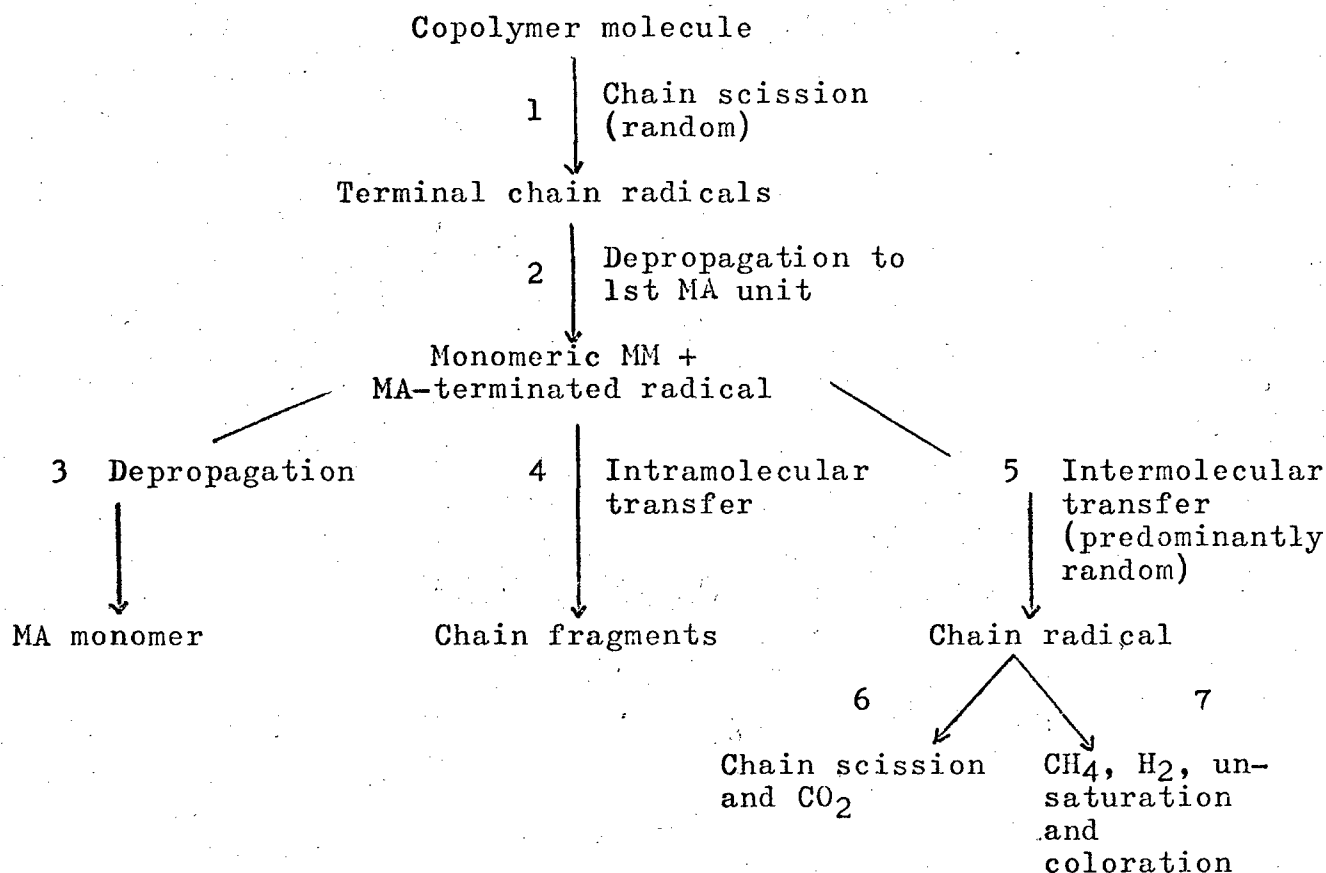 Copolymer molecule
1
Chain scission
(random)
Terminal chain radicals
2
Depropagation to
1st MA unit
Monomeric MM +
MA-terminated radical
3 Depropagation
4 Intramolecular
transfer
5 Intermolecular
transfer
(predominantly
random)
MA monomer
Chain fragments
Chain radical
6
7
Chain scission
and CO2
CH4, H2, un-
saturation
and
coloration